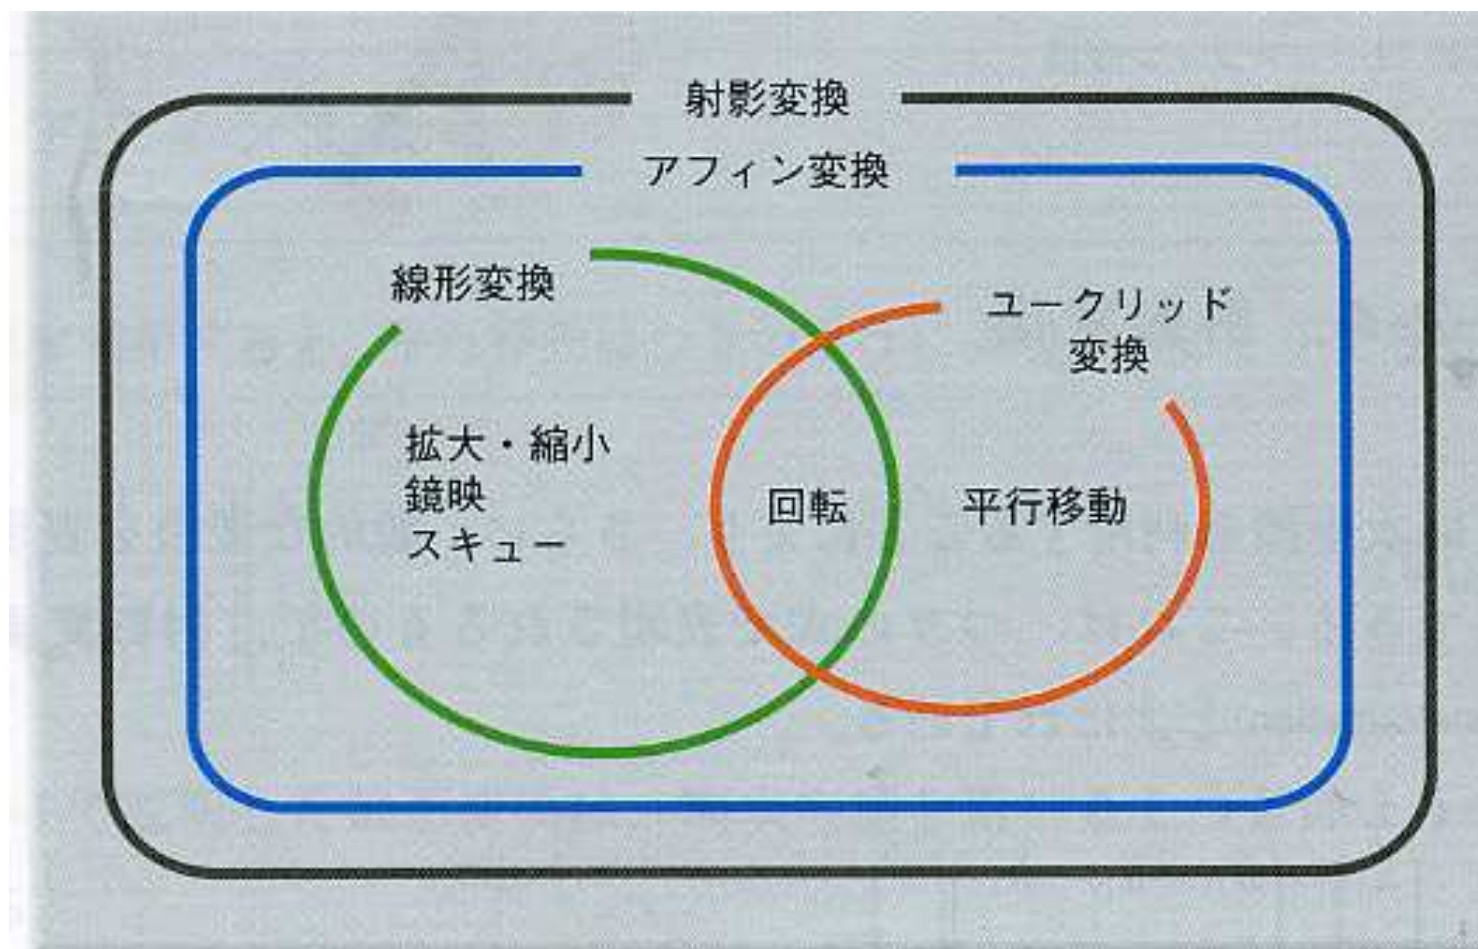 射影変換
アフィン変換
線形変換
ユークリッド
変換
拡大・縮小
鏡映
スキュー
回転
平行移動